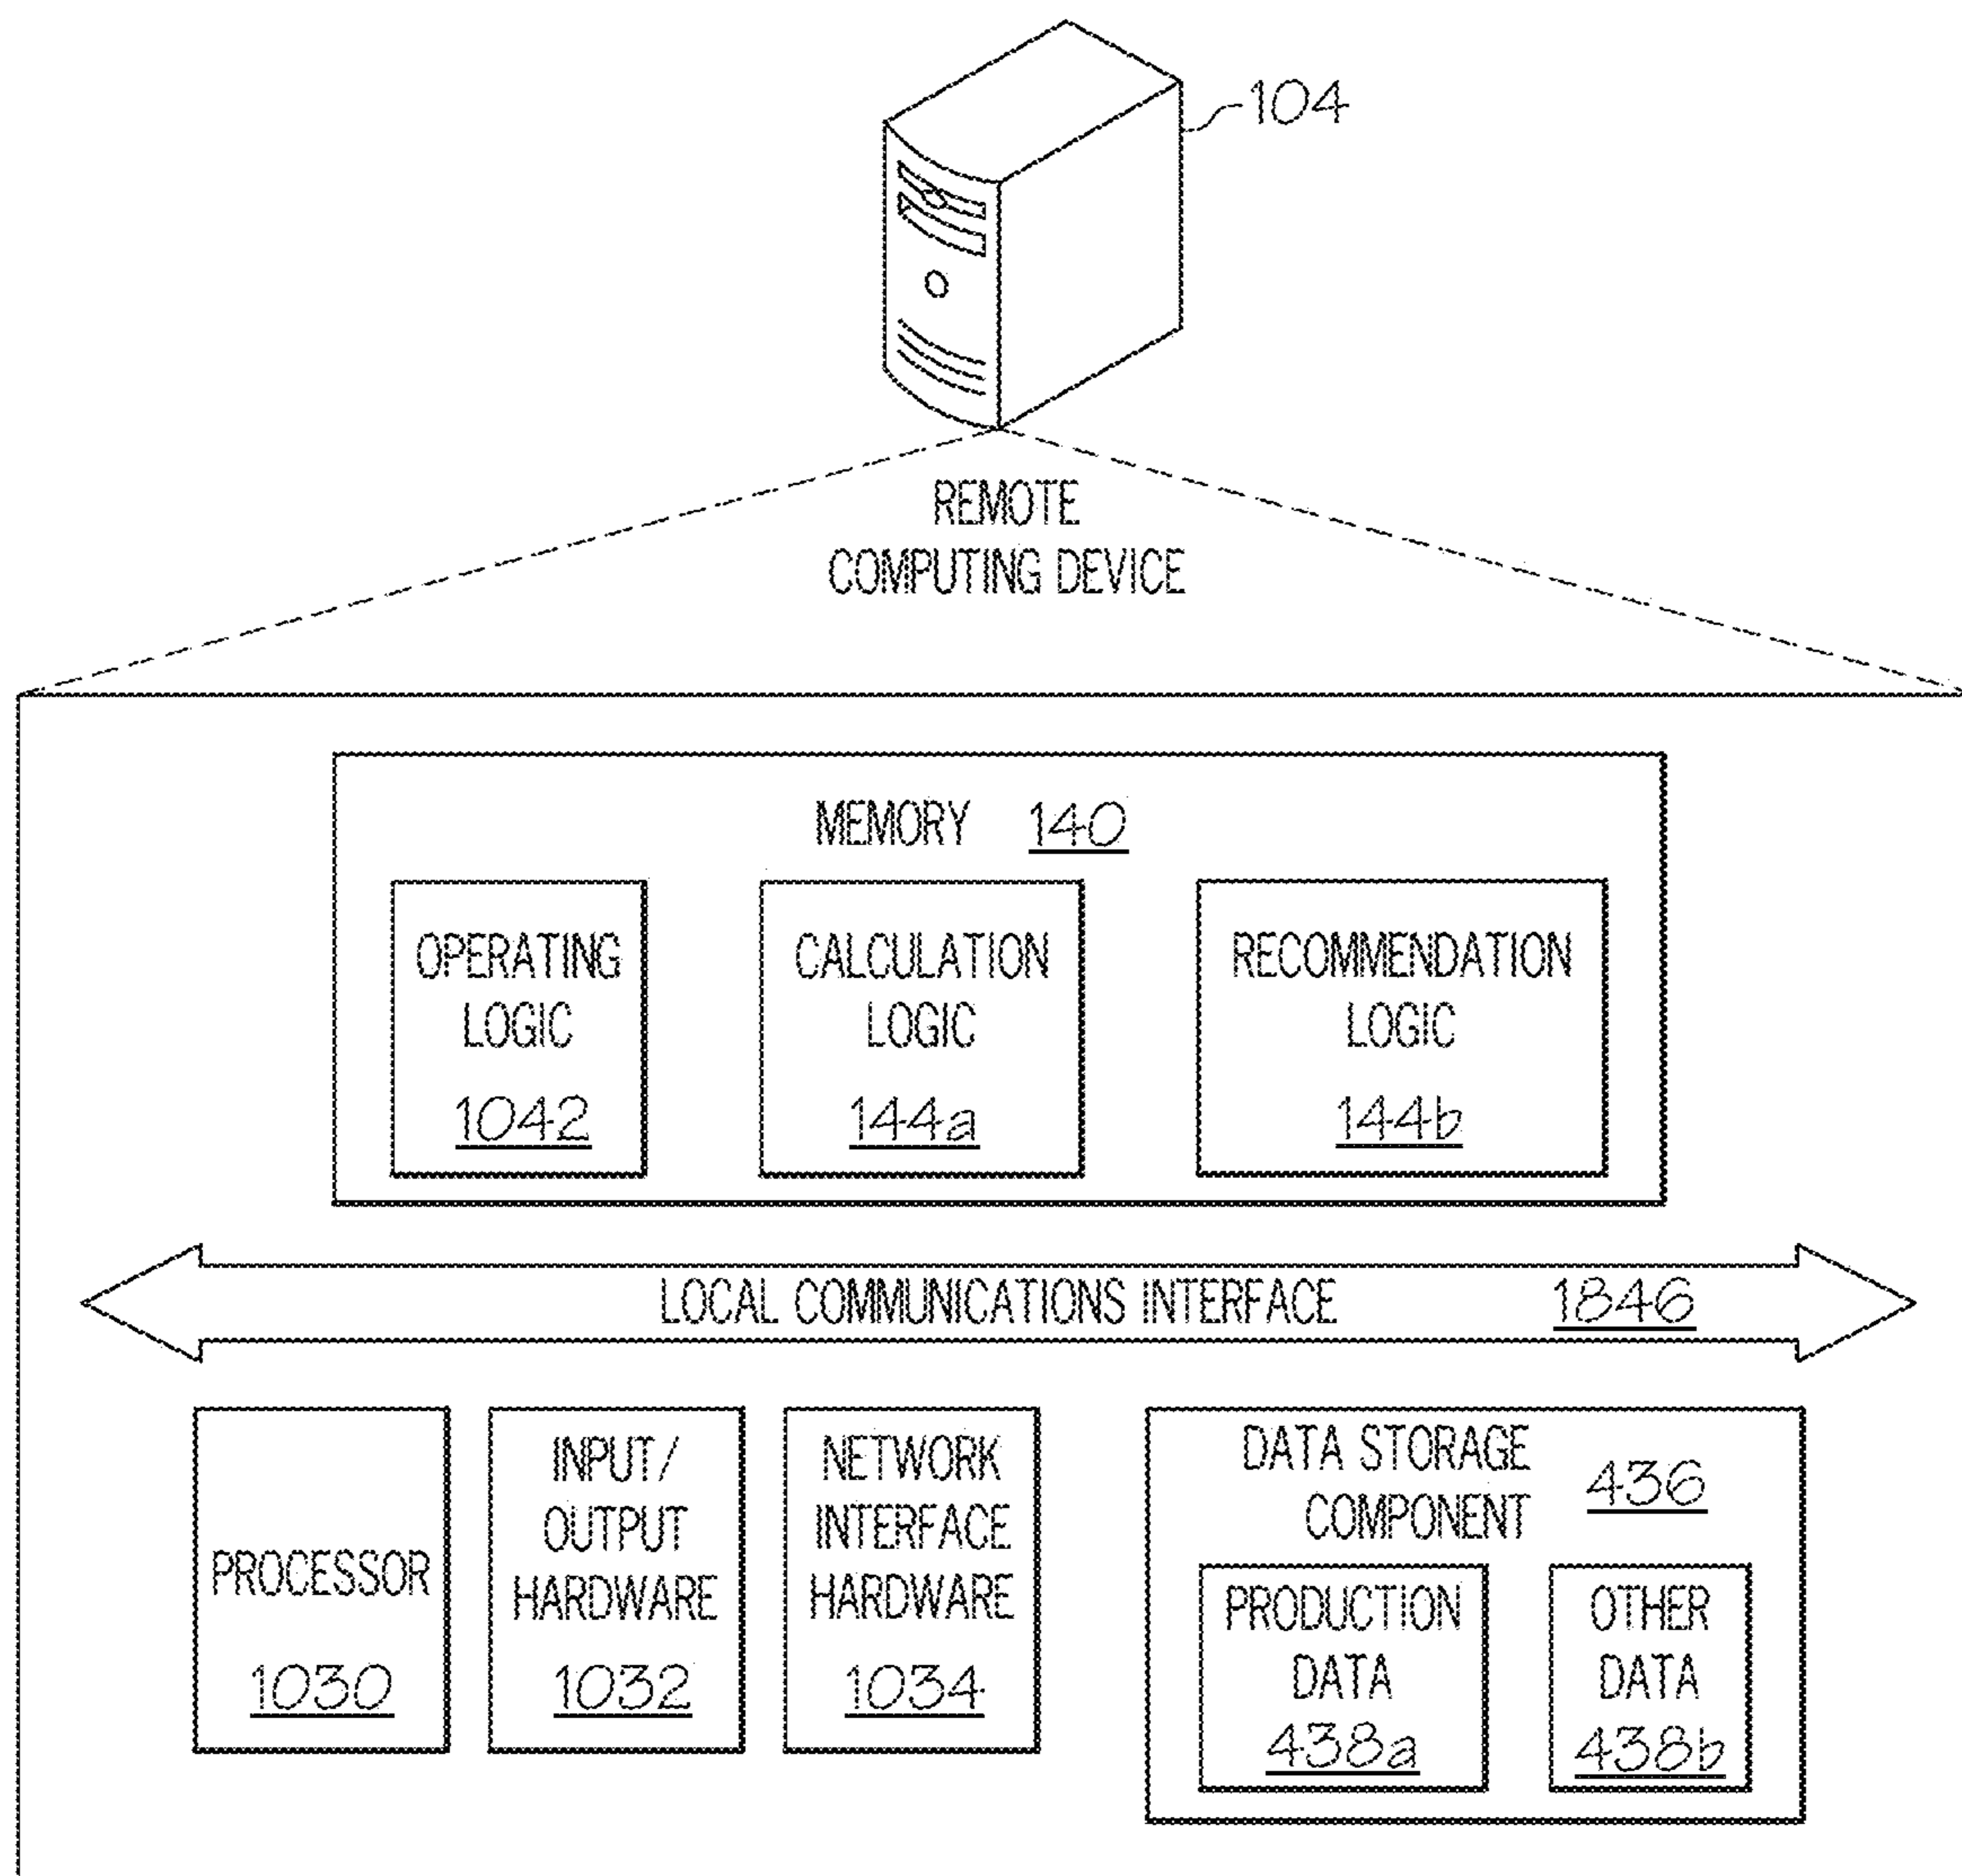 104
REMOTE
COMPUTING DEVICE
MEMORY 140
OPERATING
LOGIC
1042
CALCULATION
LOGIC
144a
RECOMMENDATION
LOGIC
144b
LOCAL COMMUNICATIONS INTERFACE 1846
PROCESSOR
1030
INPUT/
OUTPUT
HARDWARE
1032
NETWORK
INTERFACE
HARDWARE
1034
DATA STORAGE
COMPONENT 436
PRODUCTION
DATA
438a
OTHER
DATA
438b